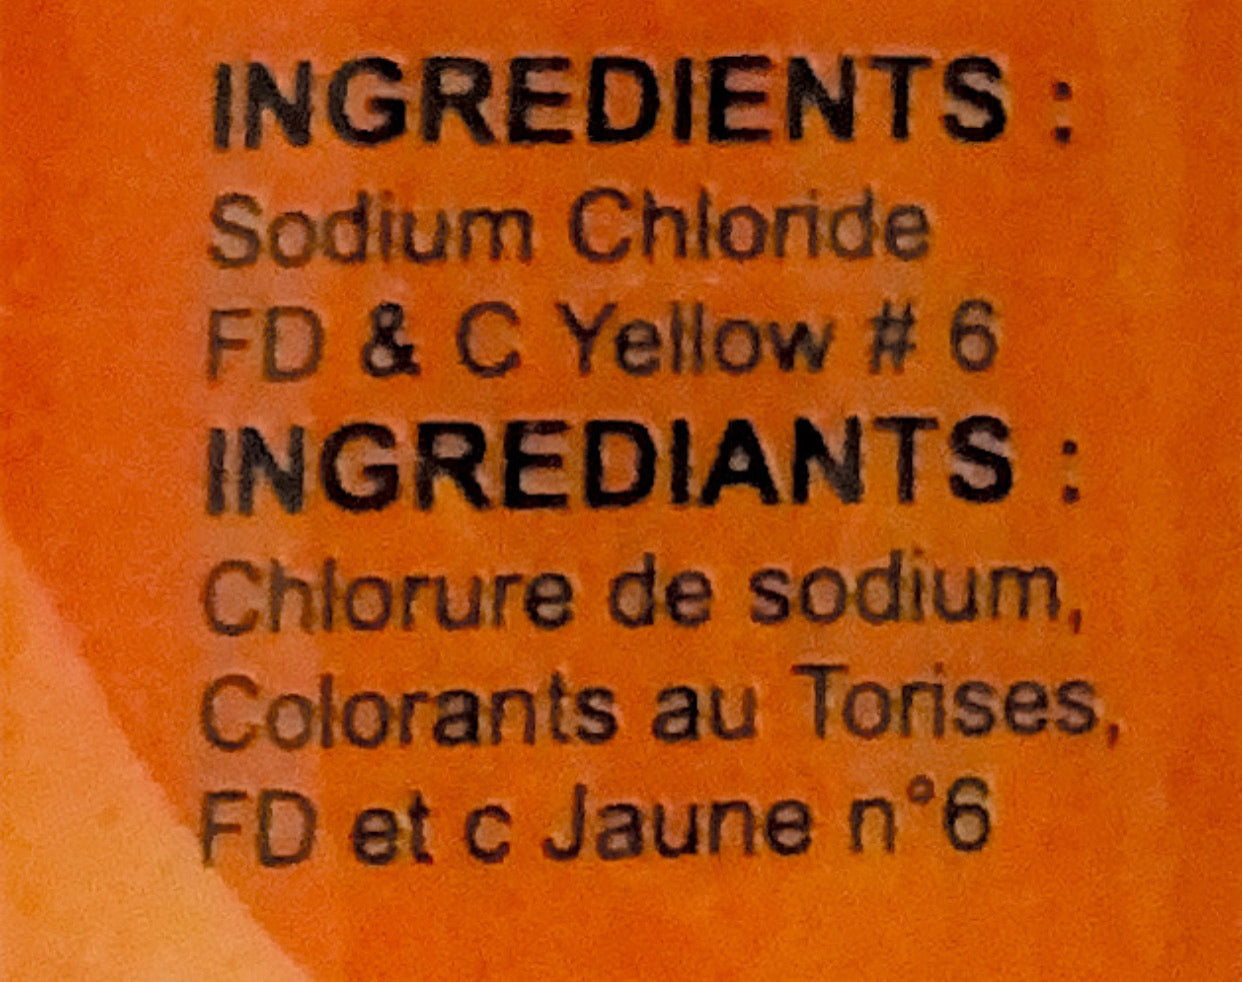 INGREDIENTS :
Sodium Chloride
FD & C Yellow # 6
INGREDIANTS :
Chlorure de sodium,
Colorants au Torises,
FD et c Jaune n°6